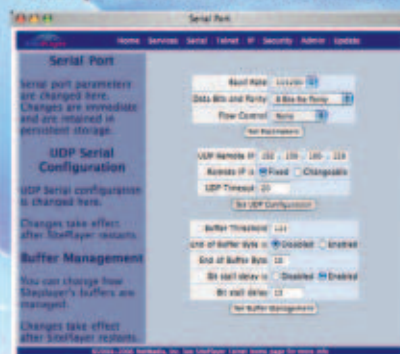 Serial Port
Home Services Serial Telnet IP Security Admin Update
Serial Port
Serial port parameters
are changed here.
Changes are immediate
and are retained in
persistent storage.
UDP Serial
Configuration
UDP Serial configuration
is changed here.
Changes take effect
after SitePlayer restarts.
Buffer Management
You can change how
Siteplayer's buffers are
managed.
Changes take effect
after SitePlayer restarts.
Baud Rate
Data Bits and Parity 8 Bits No Parity
Flow Control None
Set Parameters
UDP Remote IP
Remote IP is Fixed Changeable
UDP Timeout 20
Set UDP Configuration
Buffer Threshold
End of Buffer Byte is Disabled Enabled
End of Buffer Byte
Bit stall delay is Disabled Enabled
Bit stall delay
Set Buffer Management